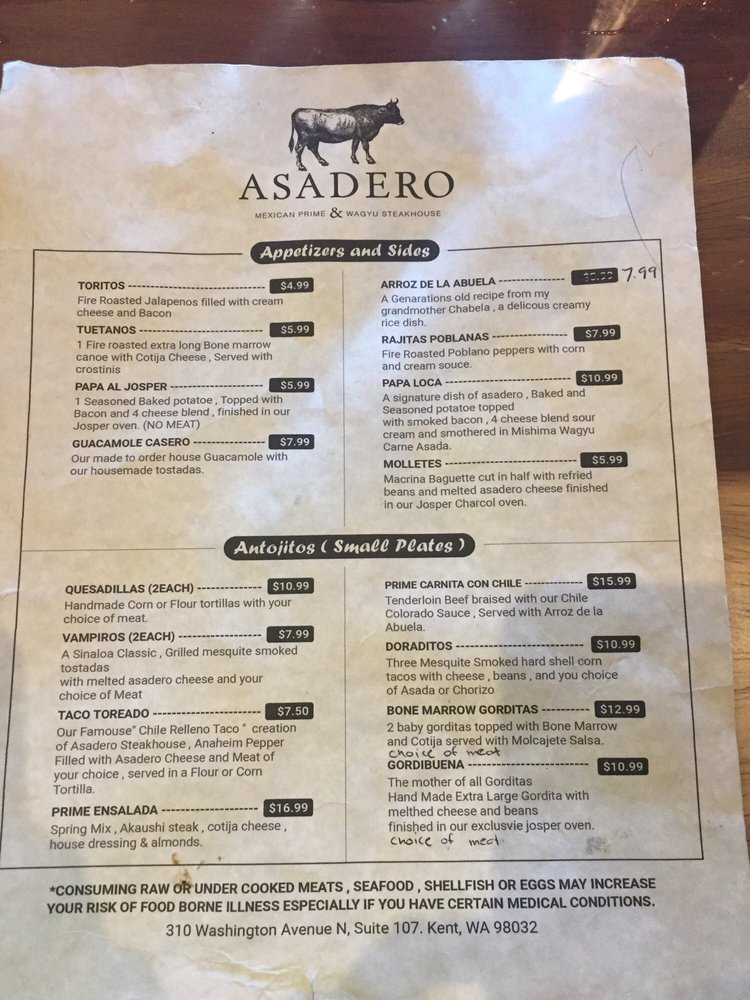 ASADERO
MEXICAN PRIME & WAGYU STEAKHOUSE
Appetizers and Sides
TORITOS $4.99
Fire Roasted Jalapenos filled with cream
cheese and Bacon
TUETANOS $5.99
1 Fire roasted extra long Bone marrow
canoe with Cotija Cheese , Served with
crostinis
PAPA AL JOSPER $5.99
1 Seasoned Baked potatoe , Topped with
Bacon and 4 cheese blend , finished in our
Josper oven. (NO MEAT)
GUACAMOLE CASERO $7.99
Our made to order house Guacamole with
our housemade tostadas.
ARROZ DE LA ABUELA 7.99
A Genarations old recipe from my
grandmother Chabela , a delicous creamy
rice dish.
RAJITAS POBLANAS $7.99
Fire Roasted Poblano peppers with corn
and cream souce.
PAPA LOCA $10.99
A signature dish of asadero , Baked and
Seasoned potatoe topped
with smoked bacon , 4 cheese blend sour
cream and smothered in Mishima Wagyu
Carne Asada.
MOLLETES $5.99
Macrina Baguette cut in half with refried
beans and melted asadero cheese finished
in our Josper Charcol oven.
Antojitos ( Small Plates )
QUESADILLAS (2EACH) $10.99
Handmade Corn or Flour tortillas with your
choice of meat.
VAMPIROS (2EACH) $7.99
A Sinaloa Classic , Grilled mesquite smoked
tostadas
with melted asadero cheese and your
choice of Meat
TACO TOREADO $7.50
Our Famouse" Chile Relleno Taco " creation
of Asadero Steakhouse , Anaheim Pepper
Filled with Asadero Cheese and Meat of
your choice , served in a Flour or Corn
Tortilla.
PRIME ENSALADA $16.99
Spring Mix , Akaushi steak , cotija cheese ,
house dressing & almonds.
PRIME CARNITA CON CHILE $15.99
Tenderloin Beef braised with our Chile
Colorado Sauce , Served with Arroz de la
Abuela.
DORADITOS $10.99
Three Mesquite Smoked hard shell corn
tacos with cheese , beans , and you choice
of Asada or Chorizo
BONE MARROW GORDITAS $12.99
2 baby gorditas topped with Bone Marrow
and Cotija served with Molcajete Salsa.
choice of meat
GORDIBUENA $10.99
The mother of all Gorditas
Hand Made Extra Large Gordita with
melthed cheese and beans
finished in our exclusvie josper oven.
choice of meat
*CONSUMING RAW OR UNDER COOKED MEATS , SEAFOOD , SHELLFISH OR EGGS MAY INCREASE
YOUR RISK OF FOOD BORNE ILLNESS ESPECIALLY IF YOU HAVE CERTAIN MEDICAL CONDITIONS.
310 Washington Avenue N, Suite 107. Kent, WA 98032